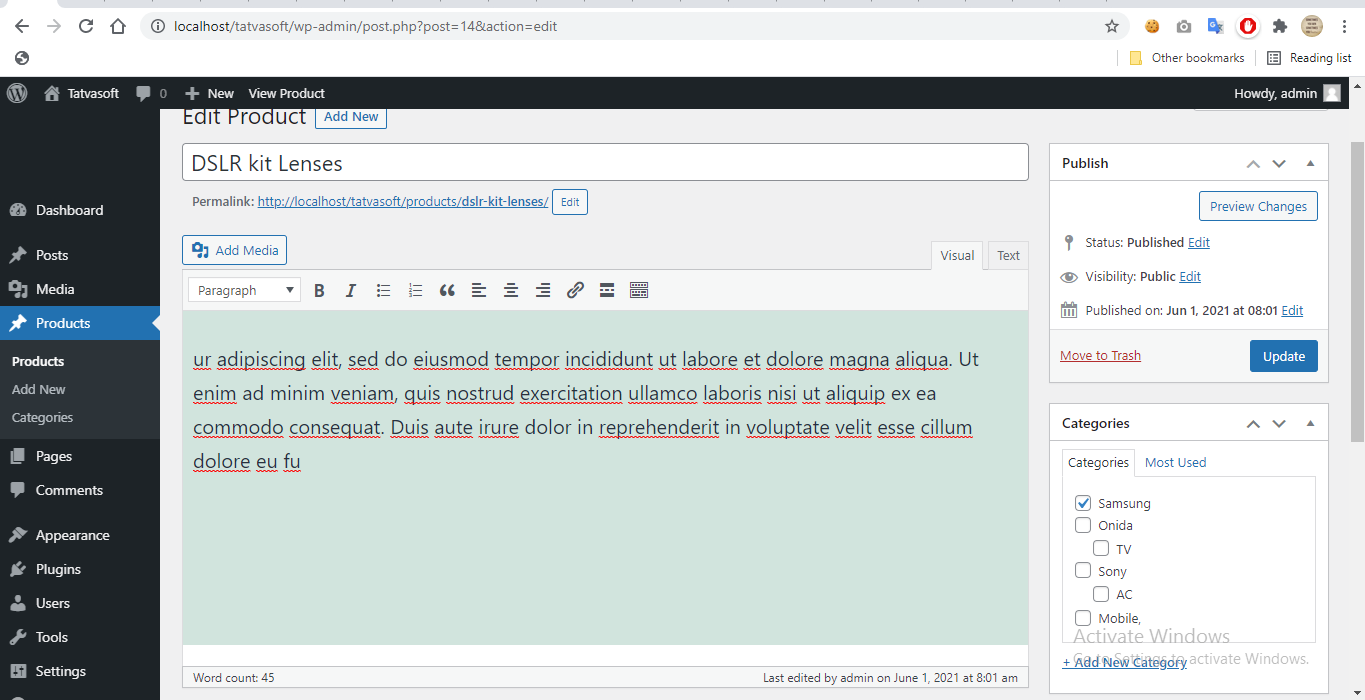 localhost/tatvasoft/wp-admin/post.php?post=14&action=edit
Other bookmarks
Reading list
Tatvasoft
0
New
View Product
Howdy, admin
Edit Product
Add New
DSLR kit Lenses
Permalink: http://localhost/tatvasoft/products/dslr-kit-lenses/
Edit
Add Media
Visual
Text
Paragraph
B
I
ur adipiscing elit, sed do eiusmod tempor incididunt ut labore et dolore magna aliqua. Ut
enim ad minim veniam, quis nostrud exercitation ullamco laboris nisi ut aliquip ex ea
commodo consequat. Duis aute irure dolor in reprehenderit in voluptate velit esse cillum
dolore eu fu
Word count: 45
Last edited by admin on June 1, 2021 at 8:01 am
Dashboard
Posts
Media
Products
Products
Add New
Categories
Pages
Comments
Appearance
Plugins
Users
Tools
Settings
Publish
Preview Changes
Status: Published Edit
Visibility: Public Edit
Published on: Jun 1, 2021 at 08:01 Edit
Move to Trash
Update
Categories
Categories
Most Used
Samsung
Onida
TV
Sony
AC
Mobile,
+ Add New Category
Activate Windows
Go to Settings to activate Windows.